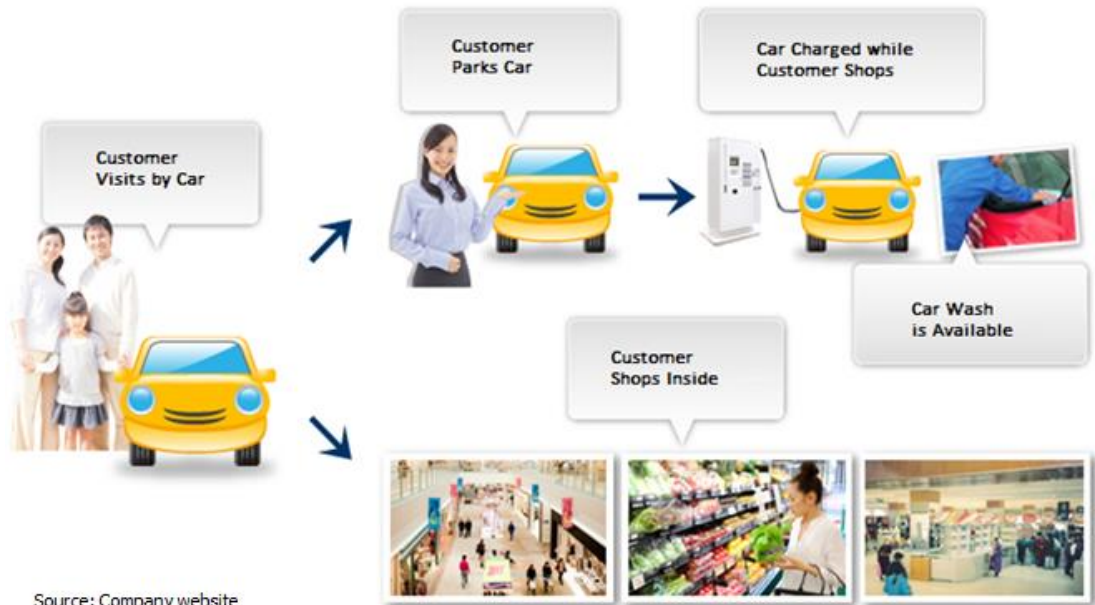 Customer
Parks Car
Car Charged while
Customer Shops
Customer
Visits by Car
Car Wash
is Available
Customer
Shops Inside
Source: Company website